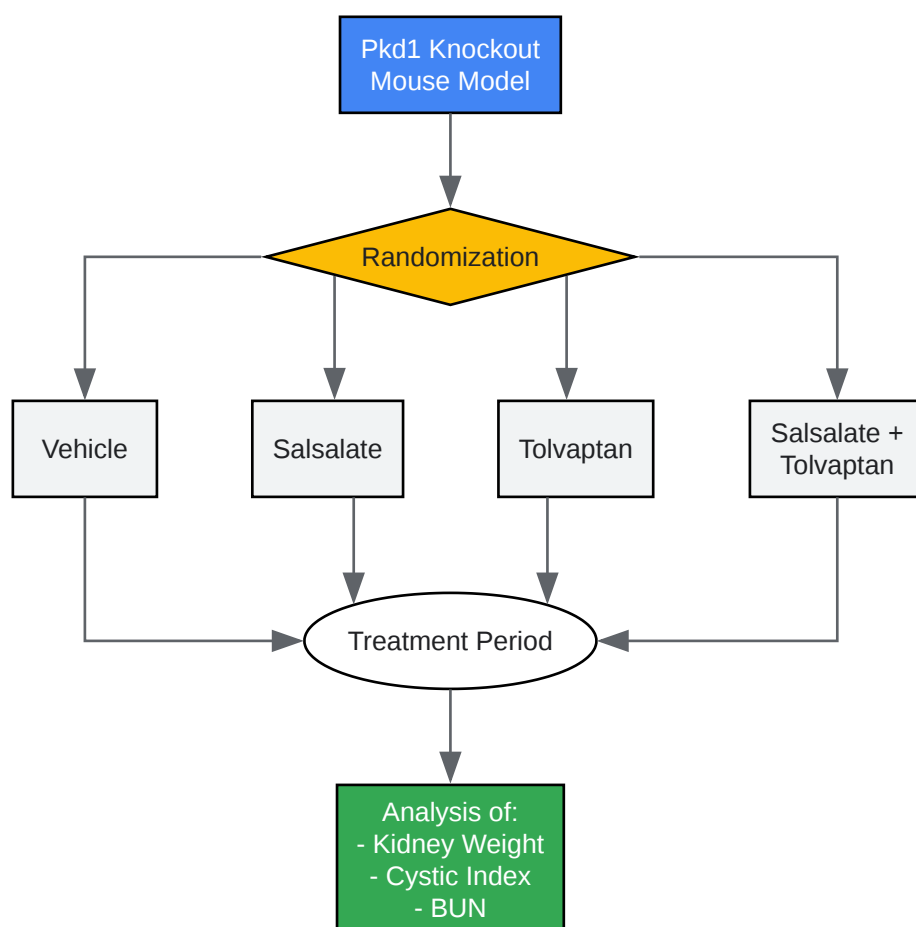 Pkd1 Knockout
Mouse Model
Randomization
Vehicle
Salsalate
Tolvaptan
Salsalate +
Tolvaptan
Treatment Period
Analysis of:
- Kidney Weight
- Cystic Index
- BUN